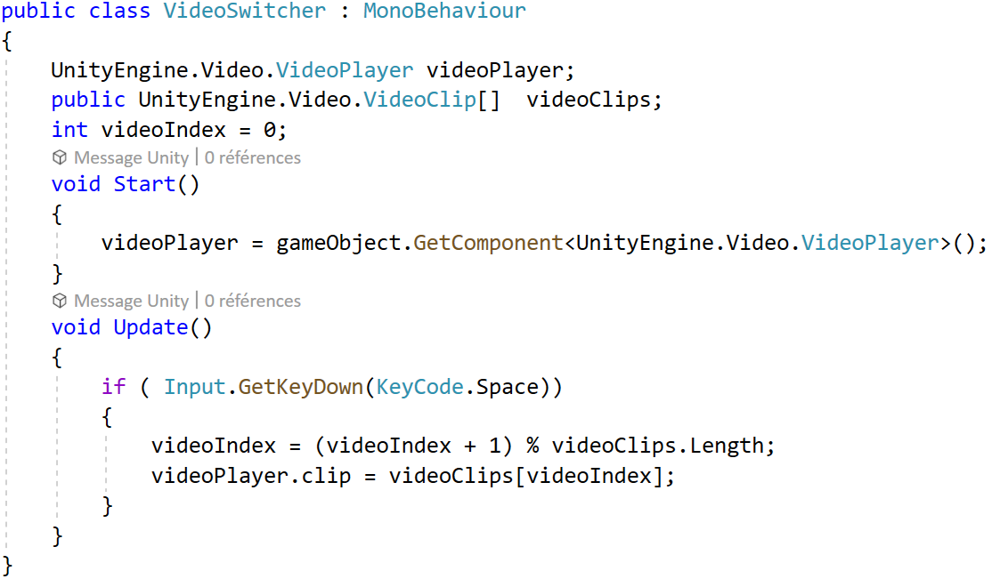 public class VideoSwitcher : MonoBehaviour
{
    UnityEngine.Video.VideoPlayer videoPlayer;
    public UnityEngine.Video.VideoClip[]  videoClips;
    int videoIndex = 0;
    Message Unity | 0 références
    void Start()
    {
        videoPlayer = gameObject.GetComponent<UnityEngine.Video.VideoPlayer>();
    }
    Message Unity | 0 références
    void Update()
    {
        if ( Input.GetKeyDown(KeyCode.Space))
        {
            videoIndex = (videoIndex + 1) % videoClips.Length;
            videoPlayer.clip = videoClips[videoIndex];
        }
    }
}